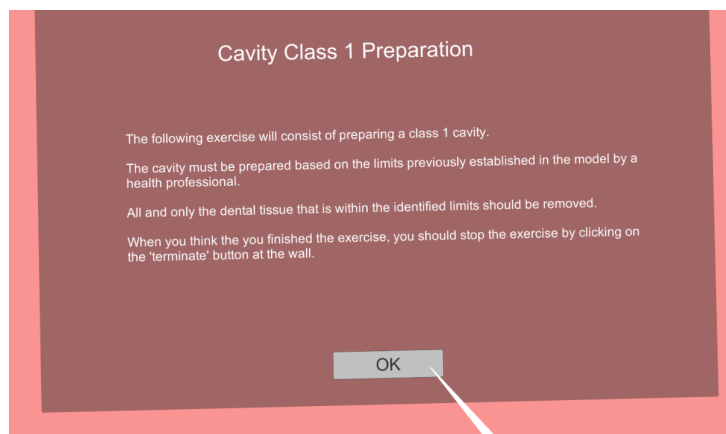 Cavity Class 1 Preparation
The following exercise will consist of preparing a class 1 cavity.
The cavity must be prepared based on the limits previously established in the model by a
health professional.
All and only the dental tissue that is within the identified limits should be removed.
When you think the you finished the exercise, you should stop the exercise by clicking on
the 'terminate' button at the wall.
OK